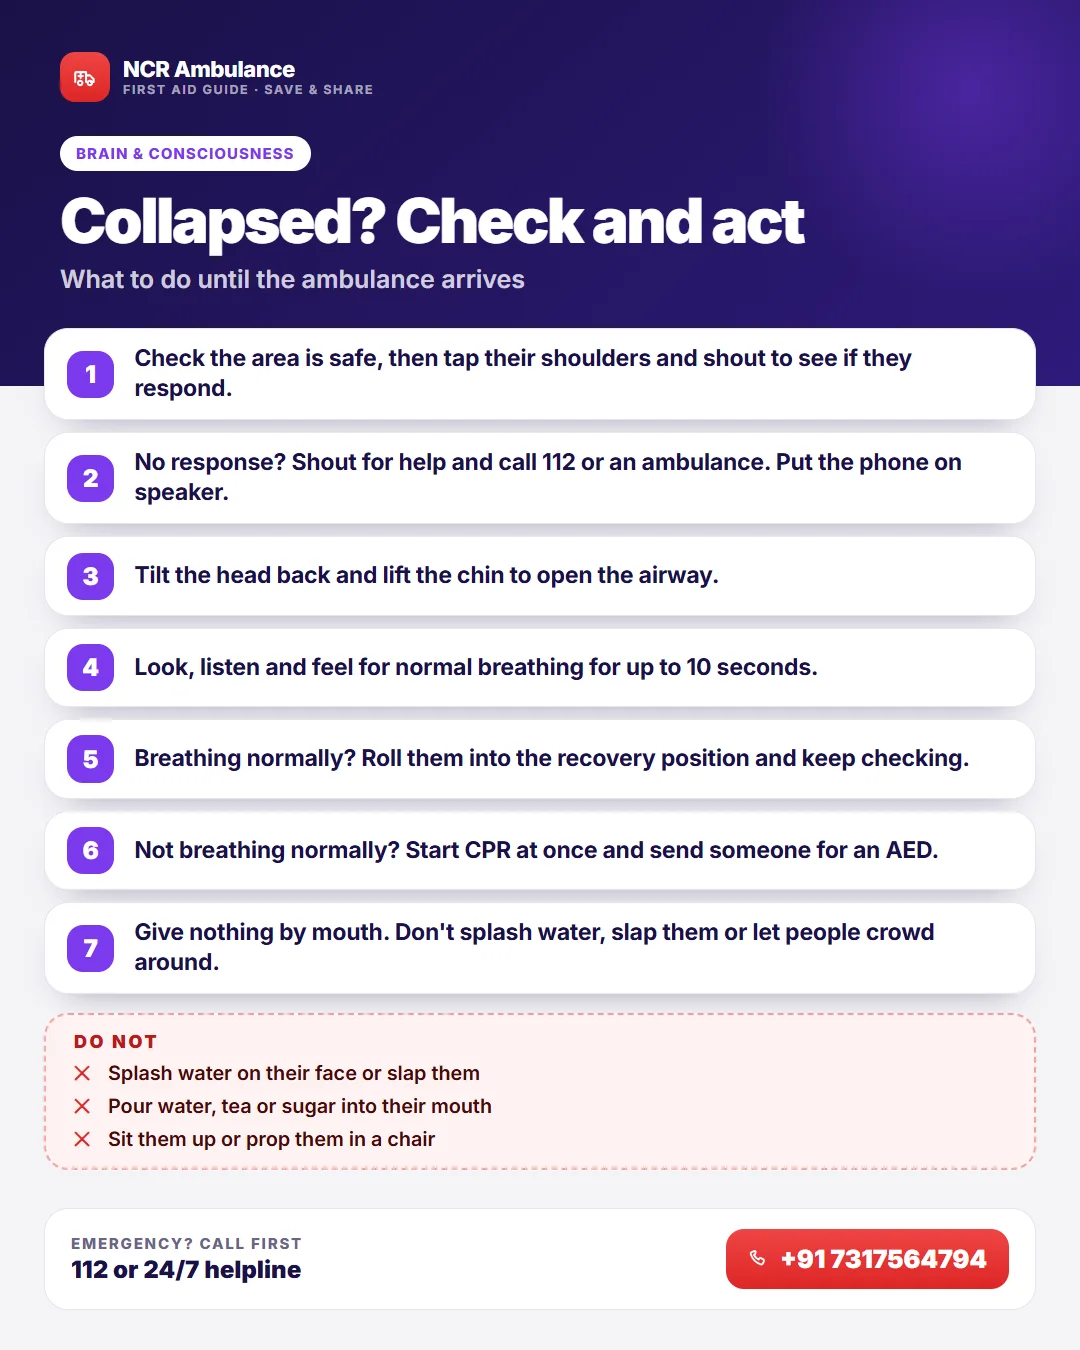 NCR Ambulance
FIRST AID GUIDE · SAVE & SHARE
BRAIN & CONSCIOUSNESS
Collapsed? Check and act
What to do until the ambulance arrives
1
Check the area is safe, then tap their shoulders and shout to see if they
respond.
2
No response? Shout for help and call 112 or an ambulance. Put the phone on
speaker.
3
Tilt the head back and lift the chin to open the airway.
4
Look, listen and feel for normal breathing for up to 10 seconds.
5
Breathing normally? Roll them into the recovery position and keep checking.
6
Not breathing normally? Start CPR at once and send someone for an AED.
7
Give nothing by mouth. Don't splash water, slap them or let people crowd
around.
DO NOT
Splash water on their face or slap them
Pour water, tea or sugar into their mouth
Sit them up or prop them in a chair
EMERGENCY? CALL FIRST
112 or 24/7 helpline
+91 7317564794